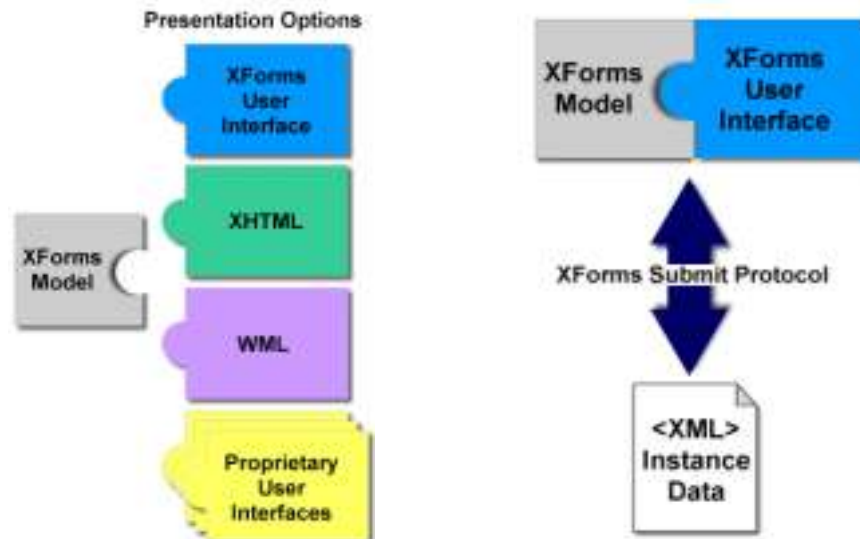 Presentation Options
XForms
User
Interface
XHTML
XForms
Model
WML
Proprietary
User
Interfaces
XForms
Model
XForms
User
Interface
XForms Submit Protocol
<XML>
Instance
Data